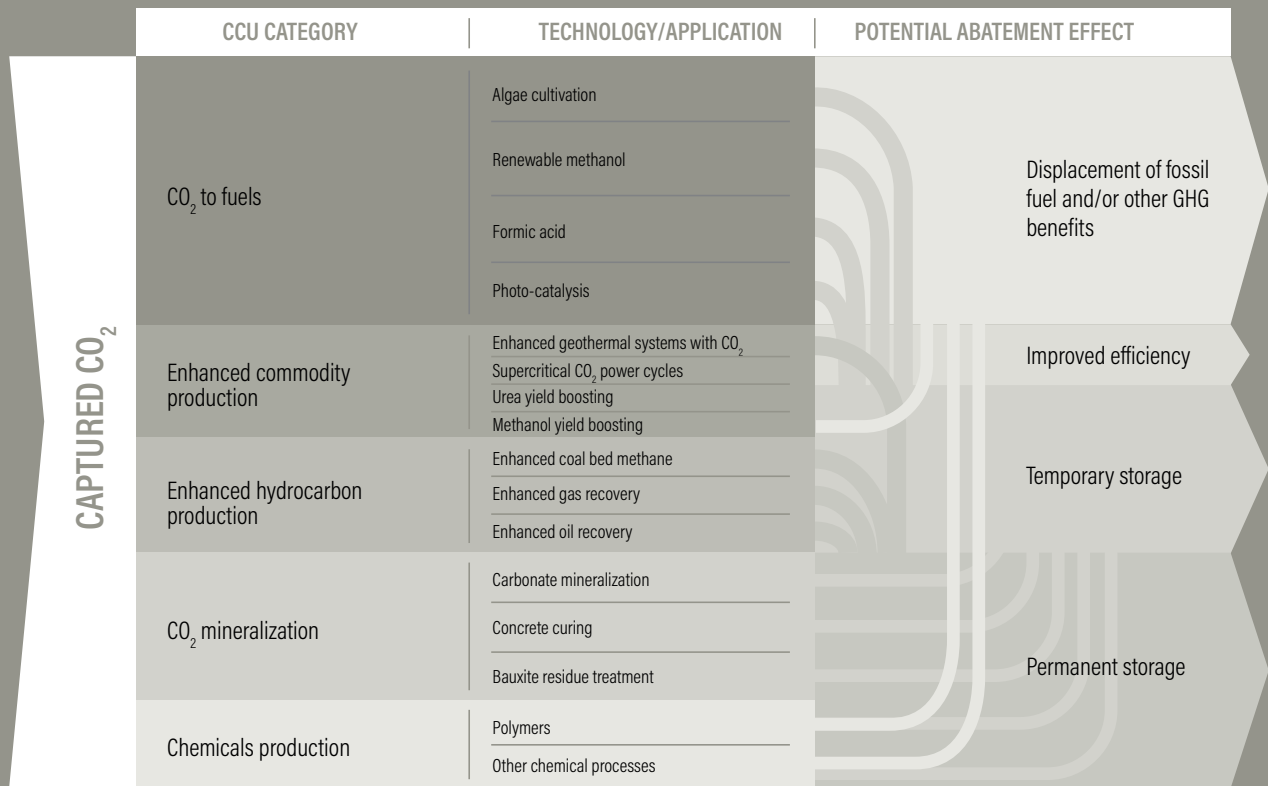 CCU CATEGORY
TECHNOLOGY/APPLICATION
POTENTIAL ABATEMENT EFFECT
CAPTURED CO2
CO2 to fuels
Algae cultivation
Renewable methanol
Formic acid
Photo-catalysis
Enhanced commodity
production
Enhanced geothermal systems with CO2
Supercritical CO2 power cycles
Urea yield boosting
Methanol yield boosting
Enhanced hydrocarbon
production
Enhanced coal bed methane
Enhanced gas recovery
Enhanced oil recovery
CO2 mineralization
Carbonate mineralization
Concrete curing
Bauxite residue treatment
Chemicals production
Polymers
Other chemical processes
Displacement of fossil
fuel and/or other GHG
benefits
Improved efficiency
Temporary storage
Permanent storage